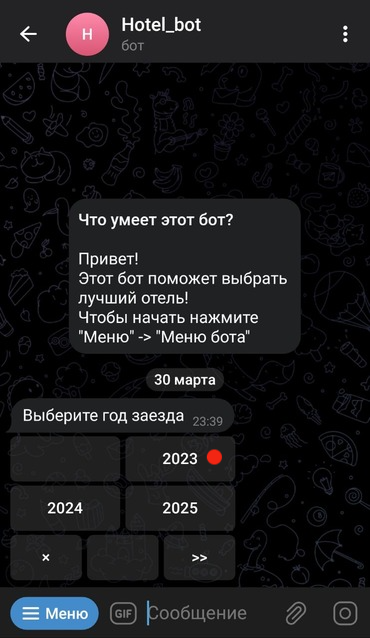 Hotel_bot
Н
бот
Что умеет этот бот?
Привет!
Этот бот поможет выбрать
лучший отель!
Чтобы начать нажмите
"Меню" -> "Меню бота"
30 марта
Выберите год заезда 23:39
2023
2024 2025
× >>
Меню GIF Сообщение